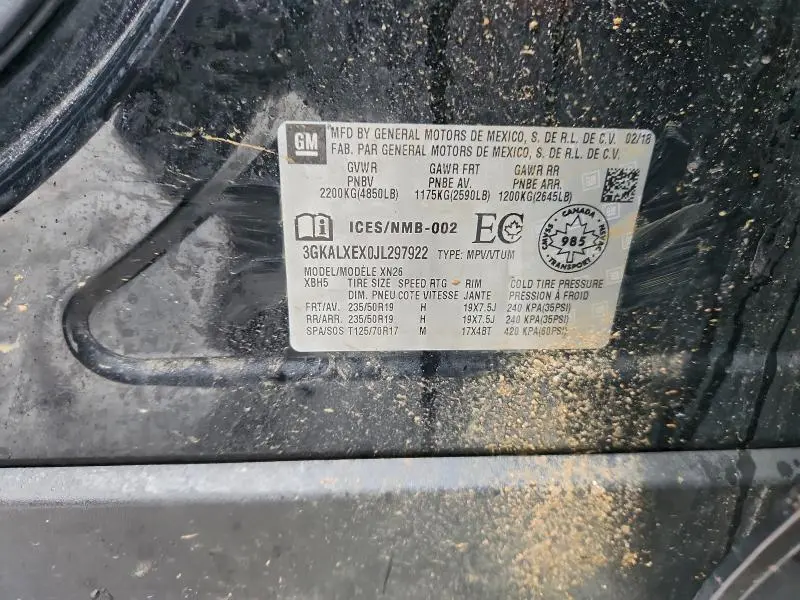 GM
MFD BY GENERAL MOTORS DE MEXICO, S. DE R.L. DE C.V. 02/18
FAB. PAR GENERAL MOTORS DE MEXICO, S. DE R.L. DE C.V.
GVWR GAWR FRT GAWR RR
PNBV PNBE AV. PNBE ARR.
2200KG(4850LB) 1175KG(2590LB) 1200KG(2645LB)
ICES/NMB-002 EC
CANADA
985
3GKALXEX0JL297922 TYPE: MPV/VTUM
MODEL/MODÈLE XN26
XBH5 TIRE SIZE SPEED RTG RIM COLD TIRE PRESSURE
DIM. PNEU COTE VITESSE JANTE PRESSION À FROID
FRT/AV. 235/50R19 H 19X7.5J 240 KPA(35PSI)
RR/ARR. 235/50R19 H 19X7.5J 240 KPA(35PSI)
SPA/SOS T125/70R17 M 17X4BT 420 KPA(60PSI)